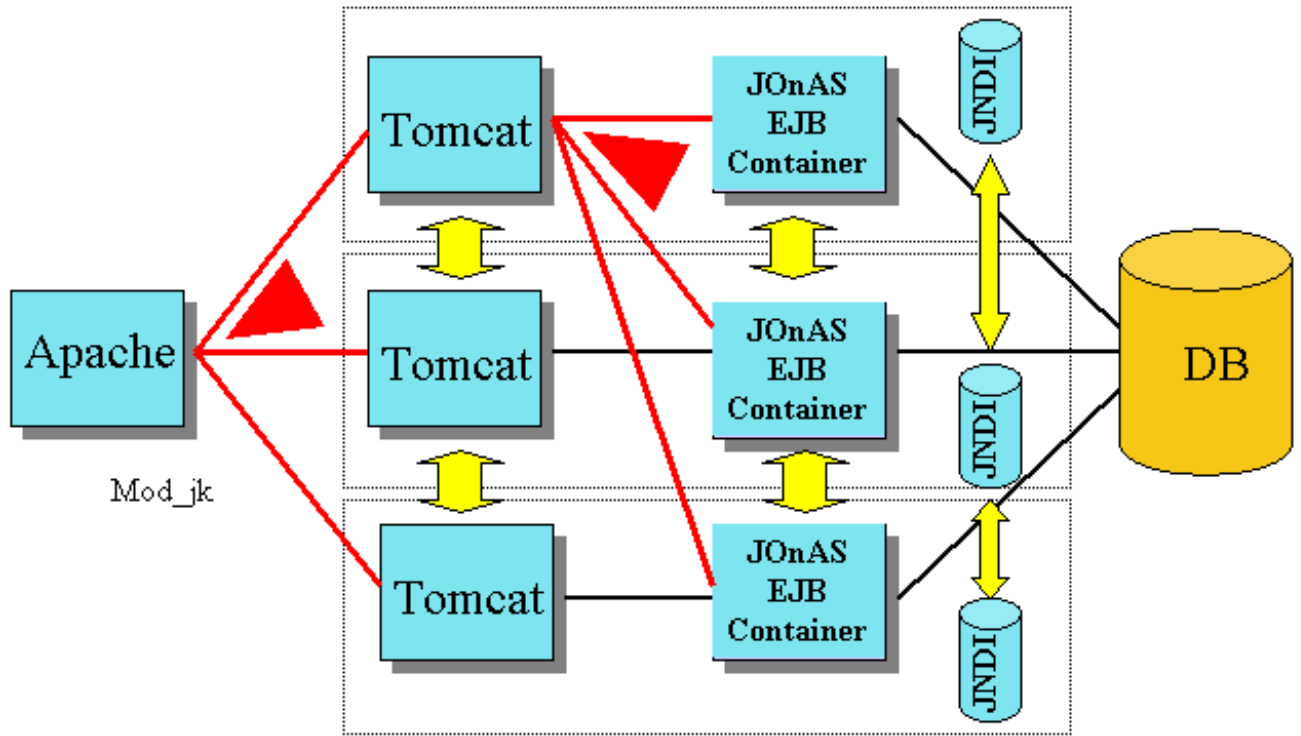 Tomcat
JOnAS
EJB
Container
JNDI
Apache
Mod_jk
Tomcat
JOnAS
EJB
Container
JNDI
DB
Tomcat
JOnAS
EJB
Container
JNDI